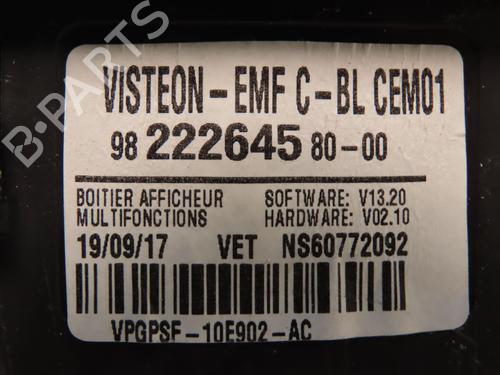 B-PARTS
VISTEON-EMF C-BL CEM01
98 222645 80-00
BOITIER AFFICHEUR SOFTWARE: V13.20
MULTIFONCTIONS HARDWARE: V02.10
19/09/17 VET NS60772092
VPGPSF-10E902-AC